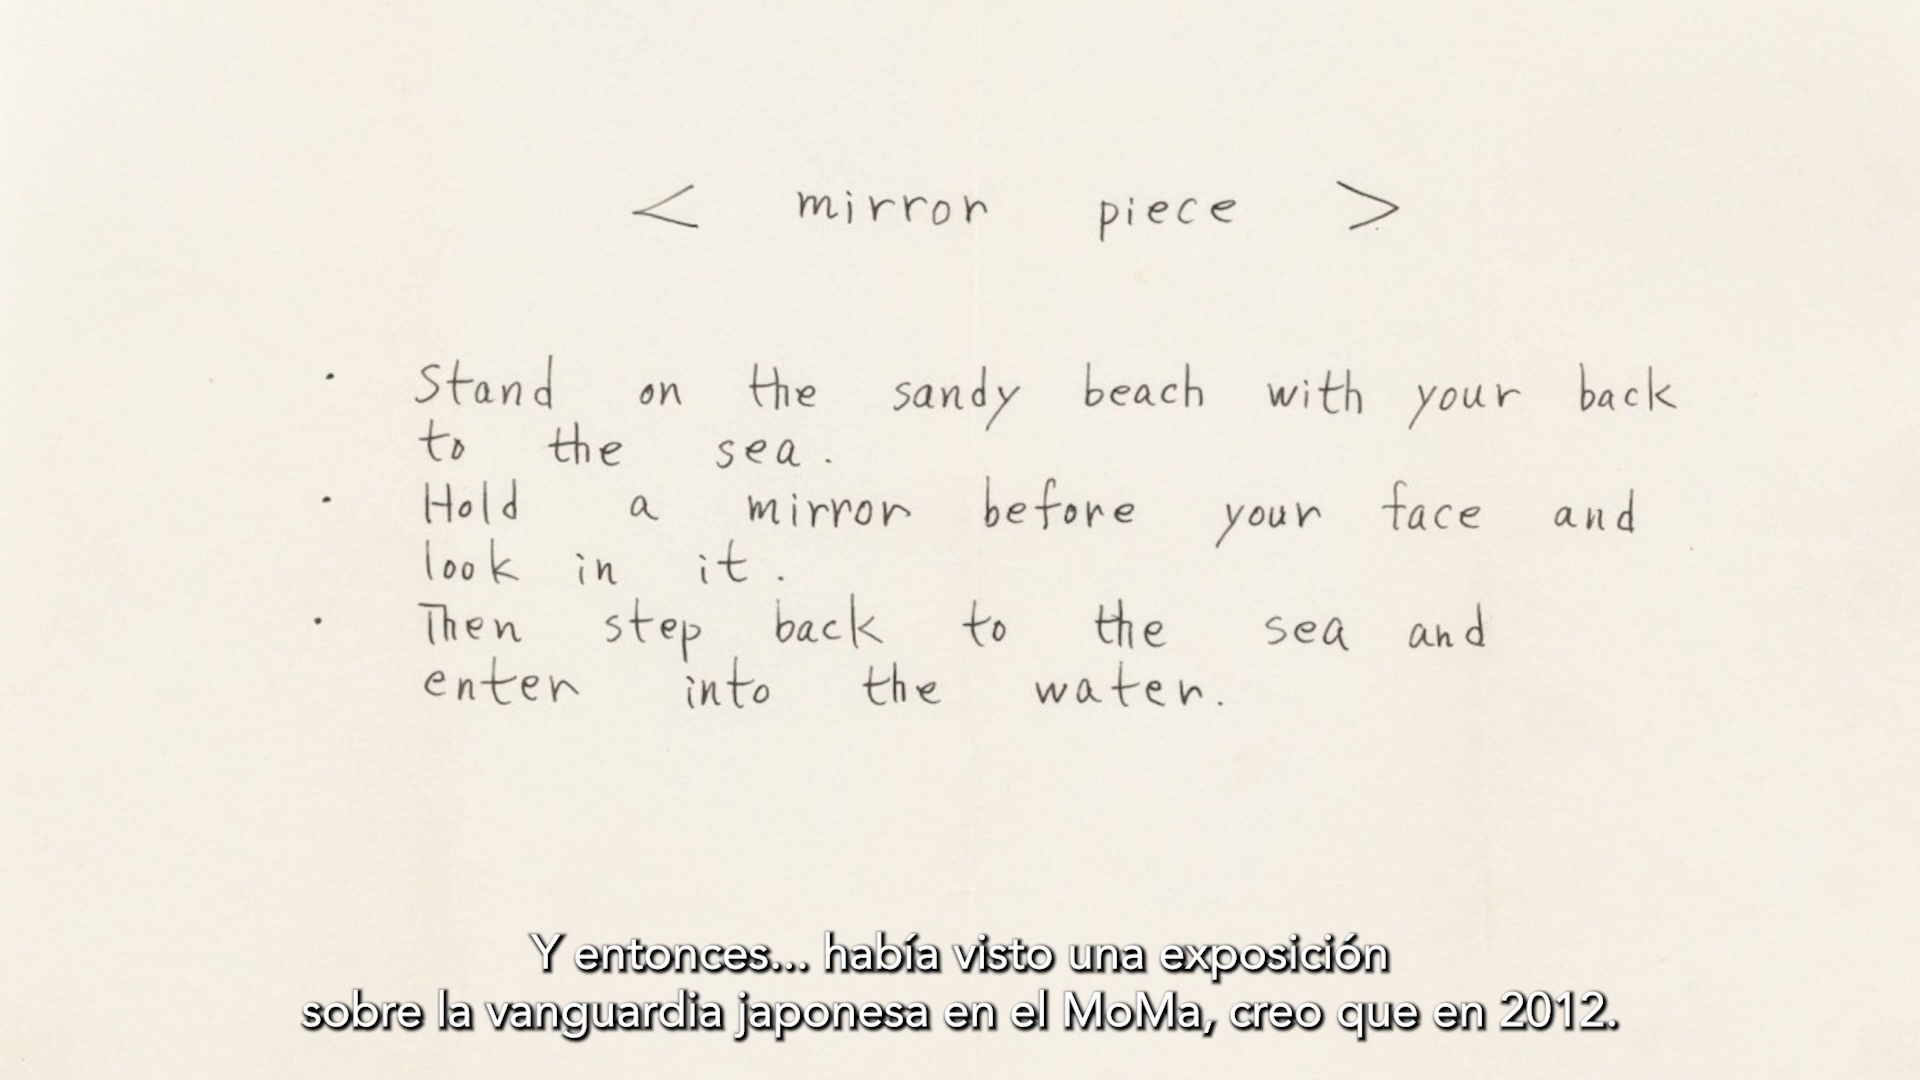 < mirror piece >
· Stand on the sandy beach with your back
to the sea.
· Hold a mirror before your face and
look in it.
· Then step back to the sea and
enter into the water.
Y entonces... había visto una exposición
sobre la vanguardia japonesa en el MoMa, creo que en 2012.